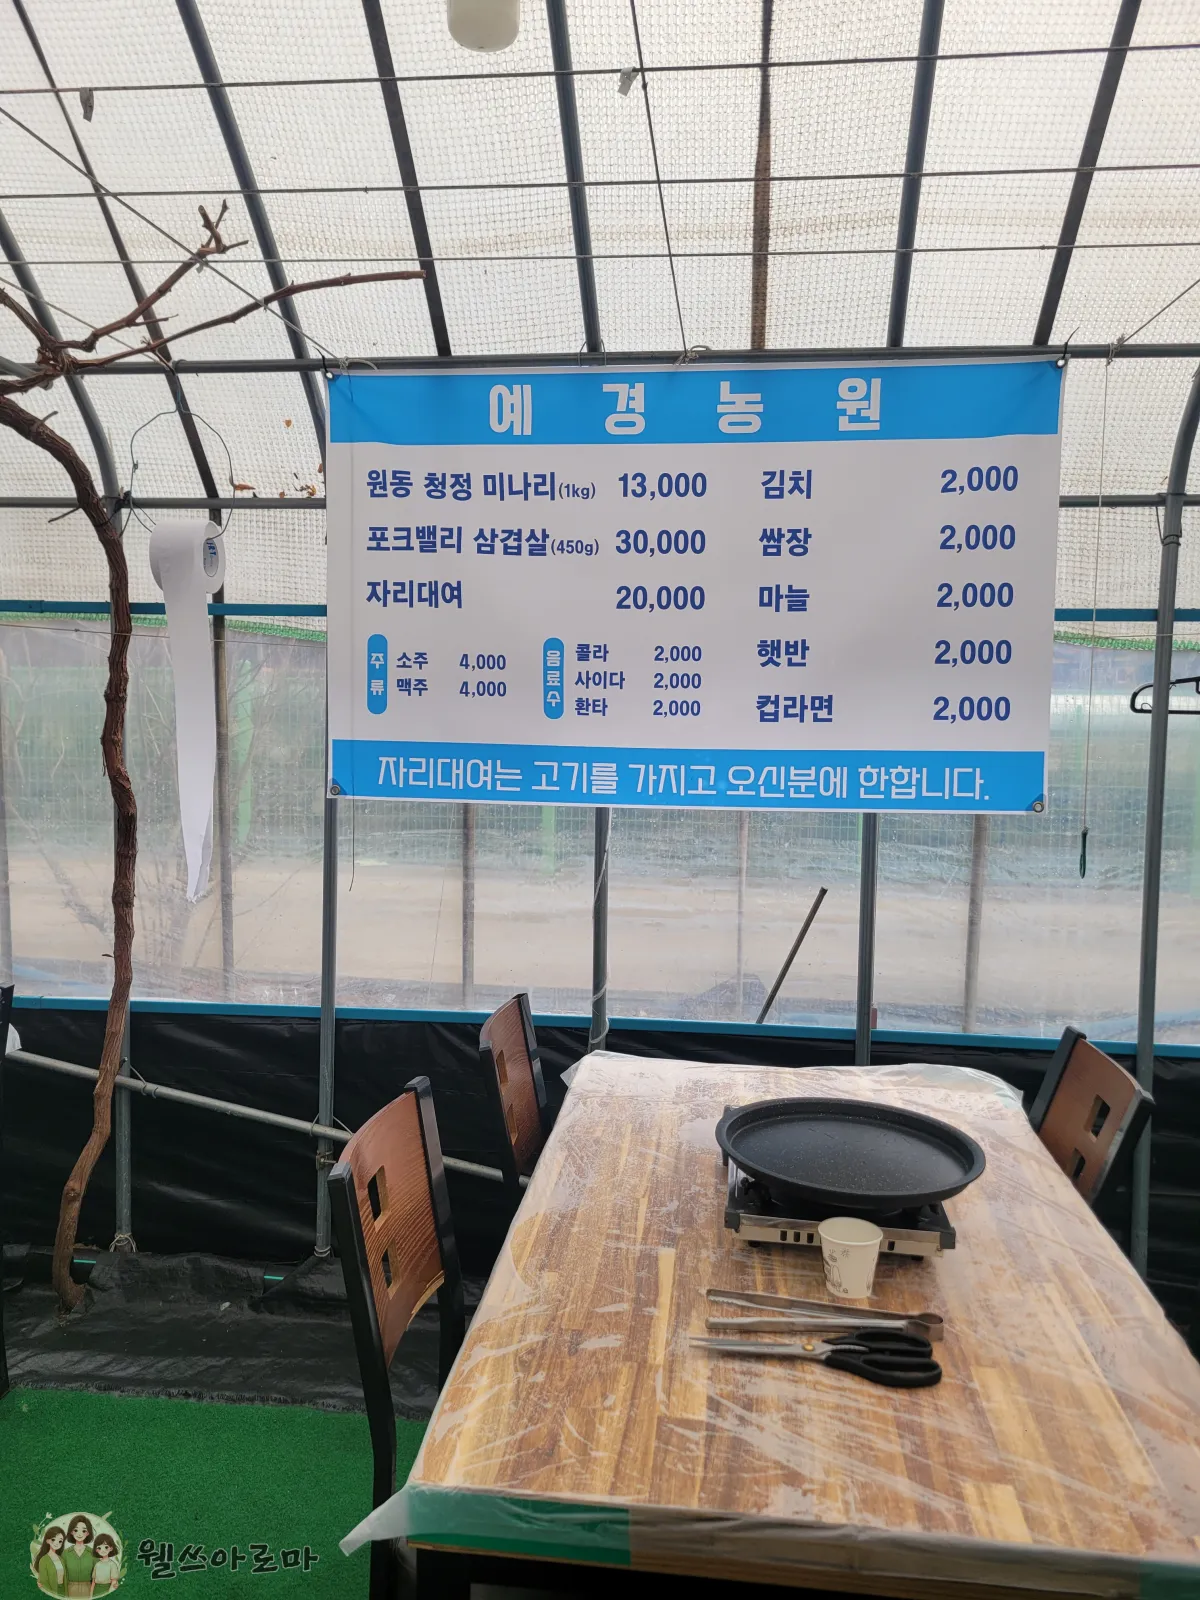 예 경 농 원
원동 청정 미나리(1kg) 13,000
포크밸리 삼겹살(450g) 30,000
자리대여 20,000
주류
소주 4,000
맥주 4,000
음료수
콜라 2,000
사이다 2,000
환타 2,000
김치 2,000
쌈장 2,000
마늘 2,000
햇반 2,000
컵라면 2,000
자리대여는 고기를 가지고 오신분에 한합니다.
웰쓰아로마